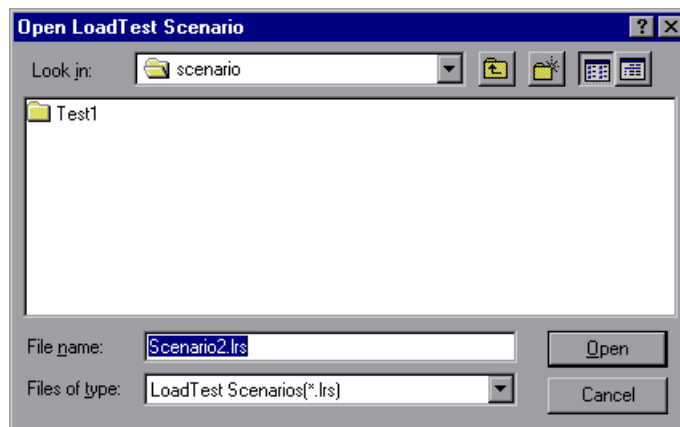 Open LoadTest Scenario
Look in:
scenario
Test1
File name:
Scenario2.lrs
Open
Files of type:
LoadTest Scenarios(*.lrs)
Cancel